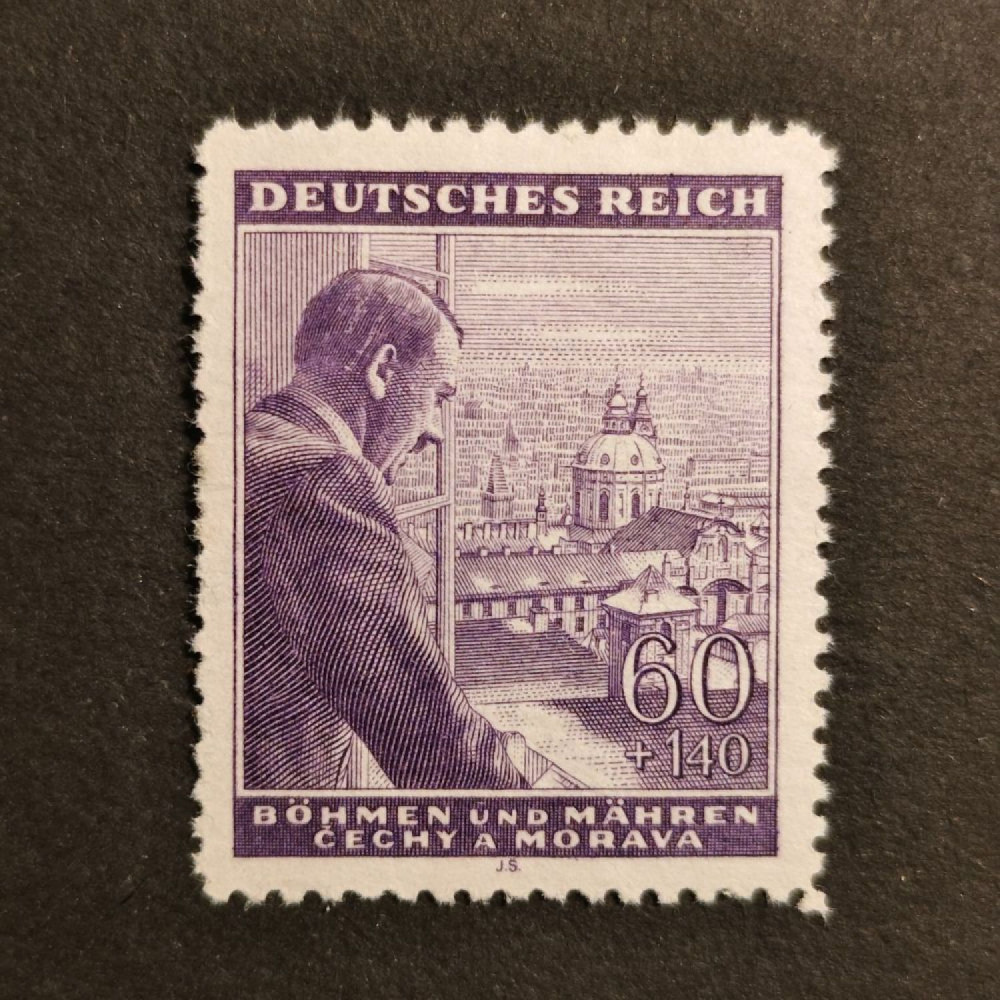 DEUTSCHES REICH
60
+ 140
BÖHMEN UND MÄHREN
ČECHY A MORAVA
J.S.